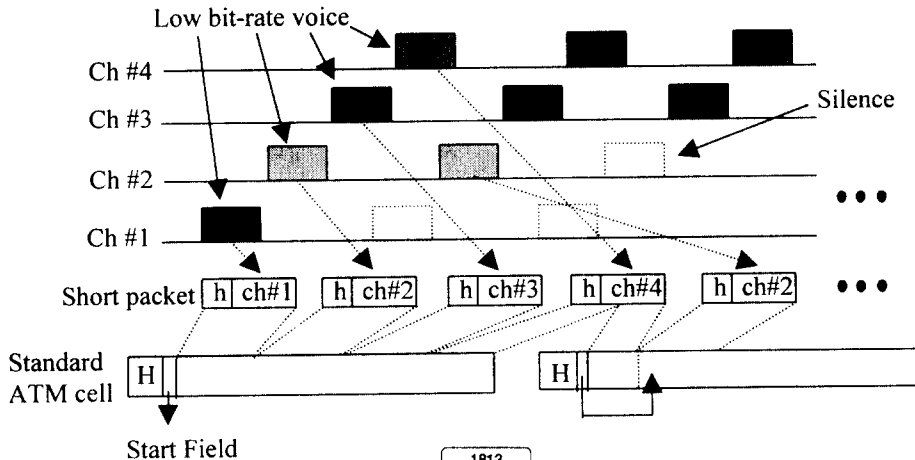 Low bit-rate voice
Ch #4
Silence
Ch #3
Ch #2
Ch #1
Short packet
h ch#1
h ch#2
h ch#3
h ch#4
h ch#2
Standard
ATM cell
H
H
Start Field
1813